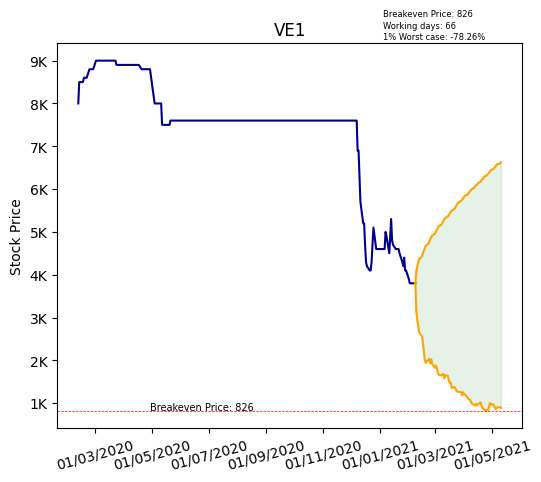 Breakeven Price: 826
Working days: 66
1% Worst case: -78.26%
VE1
Stock Price
9K
8K
7K
6K
5K
4K
3K
2K
1K
Breakeven Price: 826
01/03/2020
01/05/2020
01/07/2020
01/09/2020
01/11/2020
01/01/2021
01/03/2021
01/05/2021